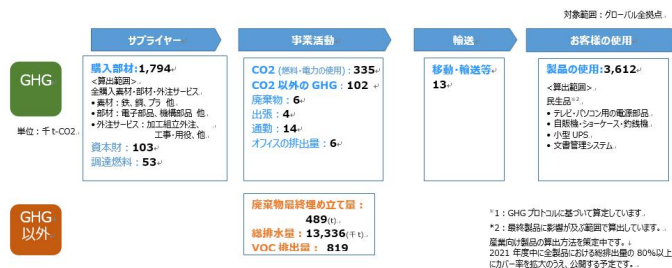 対象範囲：グローバル全拠点
サプライヤー
事業活動
輸送
お客様の使用
GHG
単位：千t-CO2
購入部材:1,794
<算出範囲>
全購入素材・部材・外注サービス
• 素材：鉄、銅、プラ 他
• 部材：電子部品、機構部品 他
• 外注サービス：加工組立外注、
工事・用役、他
資本財：103
調達燃料：53
CO2 (燃料・電力の使用)：335
CO2 以外の GHG：102
廃棄物：6
出張：4
通勤：14
オフィスの排出量：6
移動・輸送等
13
製品の使用:3,612
<算出範囲>
民生品※2
• テレビ・パソコン用の電源部品
• 自販機・ショーケース・釣銭機
• 小型 UPS
• 文書管理システム
GHG
以外
廃棄物最終埋め立て量：
489(t)
総排水量：13,336(千t)
VOC 排出量： 819
※1：GHG プロトコルに基づいて算定しています
*2：最終製品に影響が及ぶ範囲で算出しています。
産業向け製品の算出方法を策定中です。↓
2021 年度中に全製品における総排出量の 80%以上
にカバー率を拡大のうえ、公開する予定です。